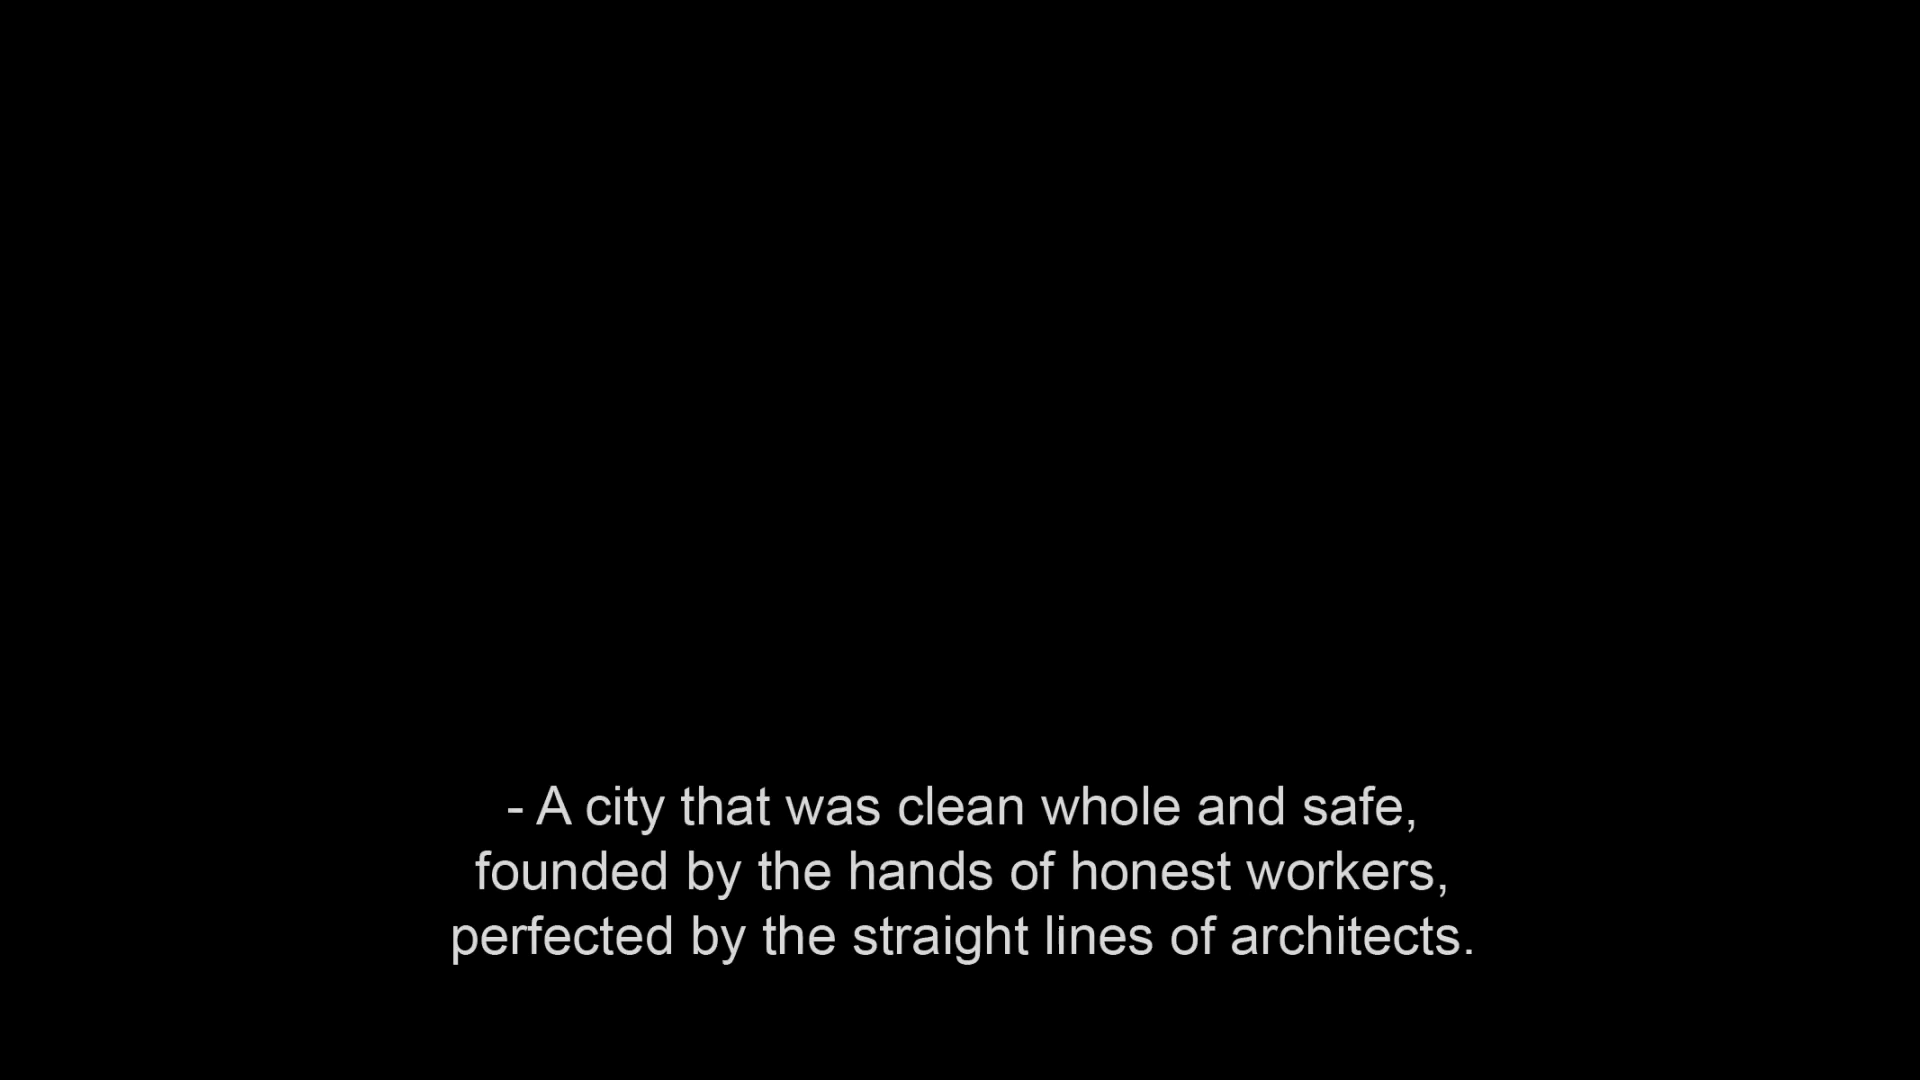 - A city that was clean whole and safe,
founded by the hands of honest workers,
perfected by the straight lines of architects.